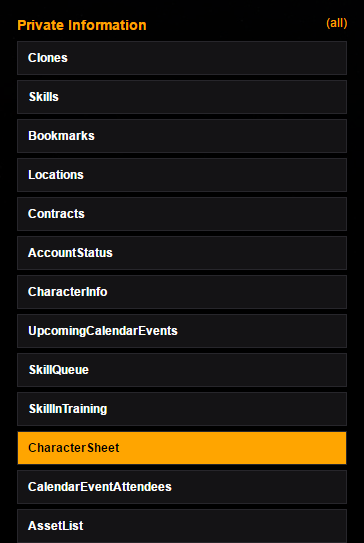 Private Information (all)
Clones
Skills
Bookmarks
Locations
Contracts
AccountStatus
CharacterInfo
UpcomingCalendarEvents
SkillQueue
SkillInTraining
CharacterSheet
CalendarEventAttendees
AssetList